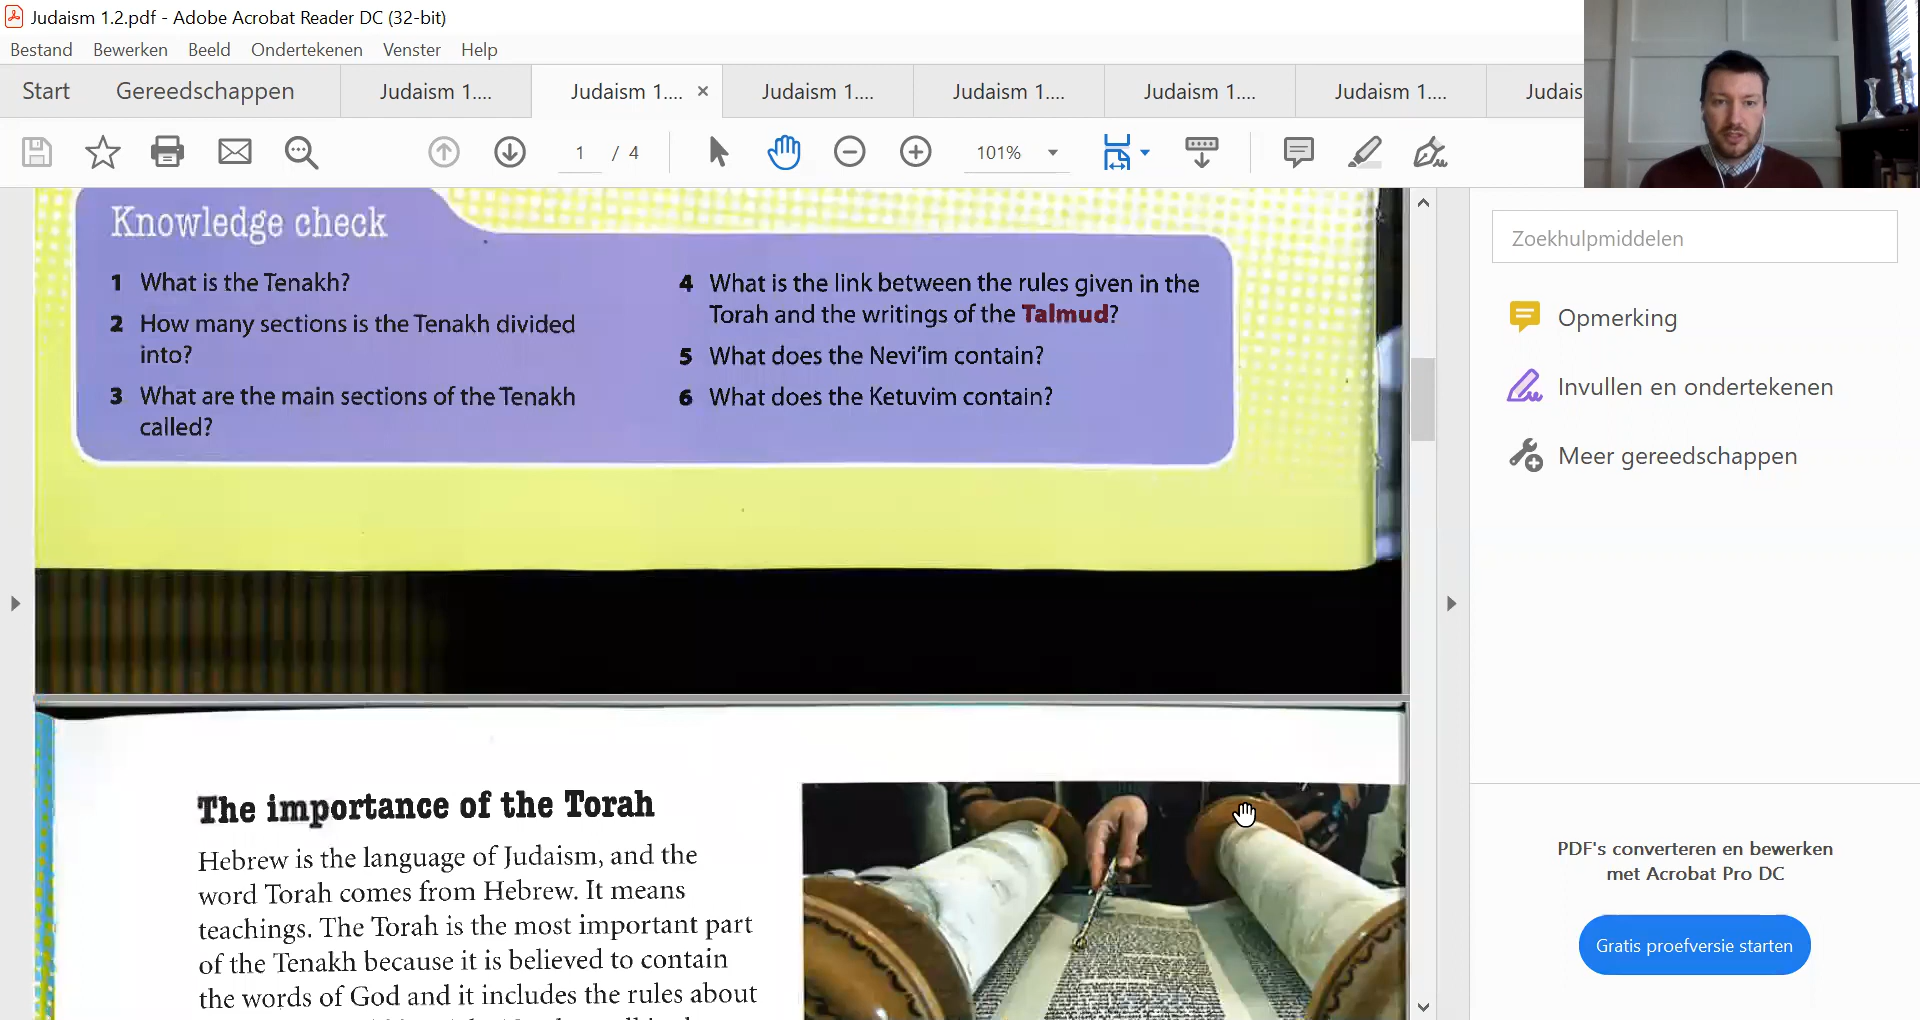 Judaism 1.2.pdf - Adobe Acrobat Reader DC (32-bit)
Bestand Bewerken Beeld Ondertekenen Venster Help
Start Gereedschappen Judaism 1.... Judaism 1.... × Judaism 1.... Judaism 1.... Judaism 1.... Judaism 1.... Judais
1 / 4 101%
Knowledge check
1 What is the Tenakh?
2 How many sections is the Tenakh divided
into?
3 What are the main sections of the Tenakh
called?
4 What is the link between the rules given in the
Torah and the writings of the Talmud?
5 What does the Nevi'im contain?
6 What does the Ketuvim contain?
The importance of the Torah
Hebrew is the language of Judaism, and the
word Torah comes from Hebrew. It means
teachings. The Torah is the most important part
of the Tenakh because it is believed to contain
the words of God and it includes the rules about
Zoekhulpmiddelen
Opmerking
Invullen en ondertekenen
Meer gereedschappen
PDF's converteren en bewerken
met Acrobat Pro DC
Gratis proefversie starten